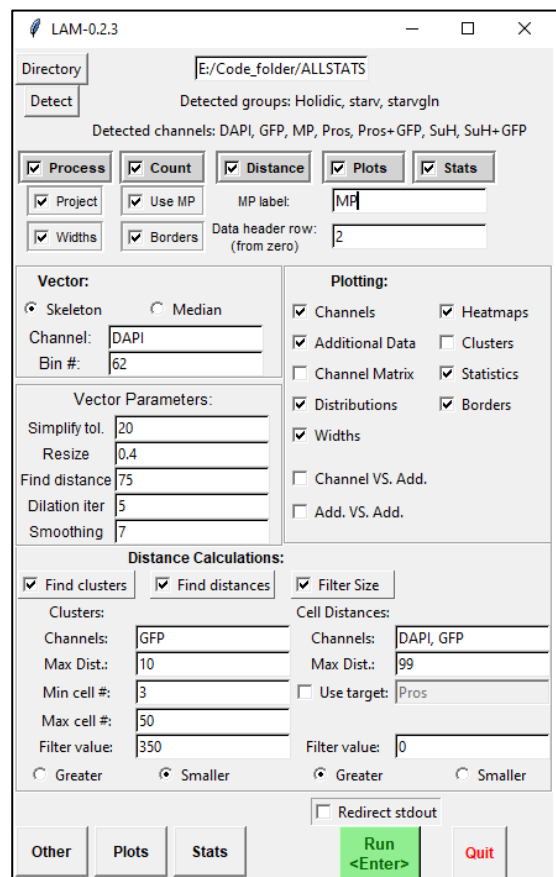 LAM-0.2.3
Directory E:/Code_folder/ALLSTATS
Detect Detected groups: Holidic, starv, starvgln
Detected channels: DAPI, GFP, MP, Pros, Pros+GFP, SuH, SuH+GFP
Process Count Distance Plots Stats
Project Use MP MP label: MP
Widths Borders Data header row: 2
(from zero)
Vector:
Skeleton Median
Channel: DAPI
Bin #: 62
Vector Parameters:
Simplify tol. 20
Resize 0.4
Find distance 75
Dilation iter 5
Smoothing 7
Plotting:
Channels Heatmaps
Additional Data Clusters
Channel Matrix Statistics
Distributions Borders
Widths
Channel VS. Add.
Add. VS. Add.
Distance Calculations:
Find clusters Find distances Filter Size
Clusters:
Channels: GFP
Max Dist.: 10
Min cell #: 3
Max cell #: 50
Filter value: 350
Greater Smaller
Cell Distances:
Channels: DAPI, GFP
Max Dist.: 99
Use target: Pros
Filter value: 0
Greater Smaller
Redirect stdout
Other Plots Stats Run Quit
<Enter>